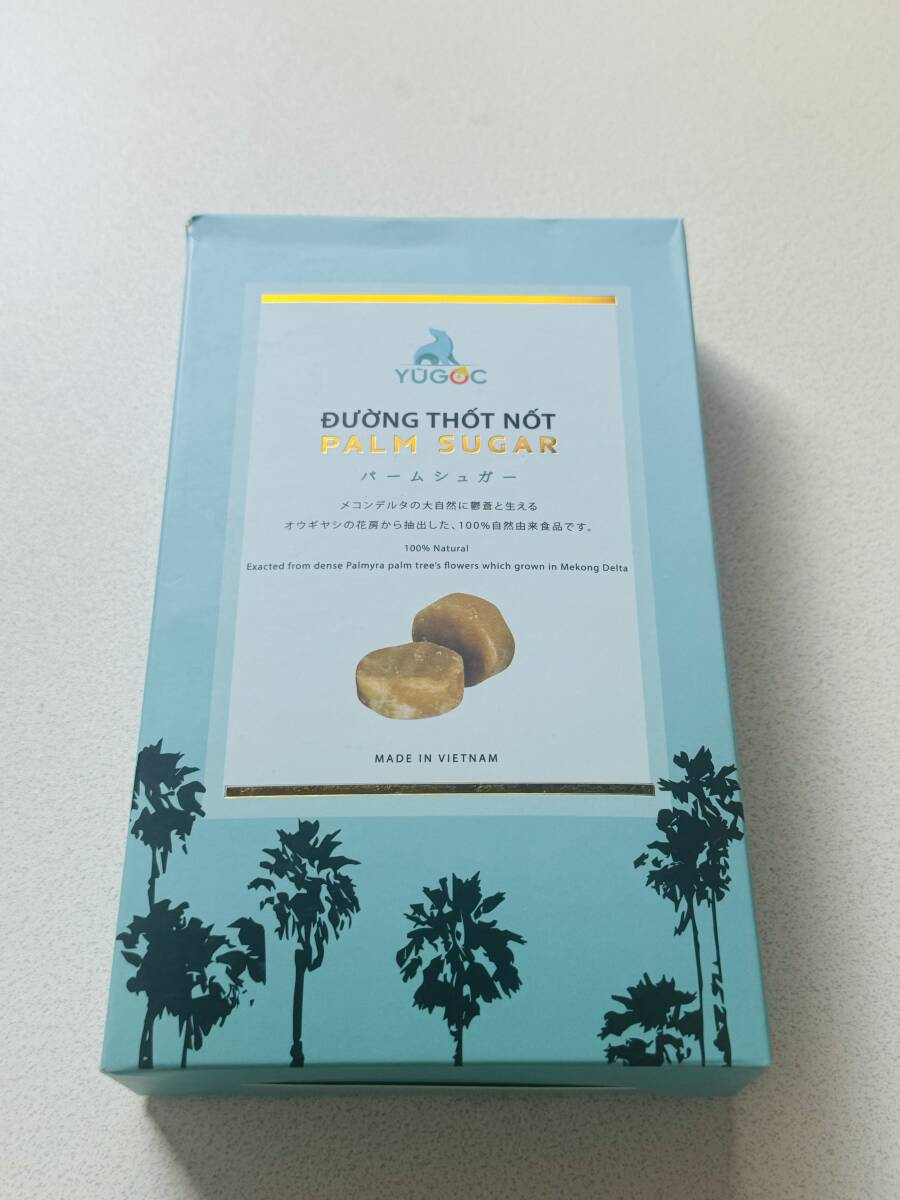 YŪGOC
ĐƯỜNG THỐT NỐT
PALM SUGAR
パームシュガー
メコンデルタの大自然に鬱蒼と生える
オウギヤシの花房から抽出した、100%自然由来食品です。
100% Natural
Exacted from dense Palmyra palm tree's flowers which grown in Mekong Delta
MADE IN VIETNAM